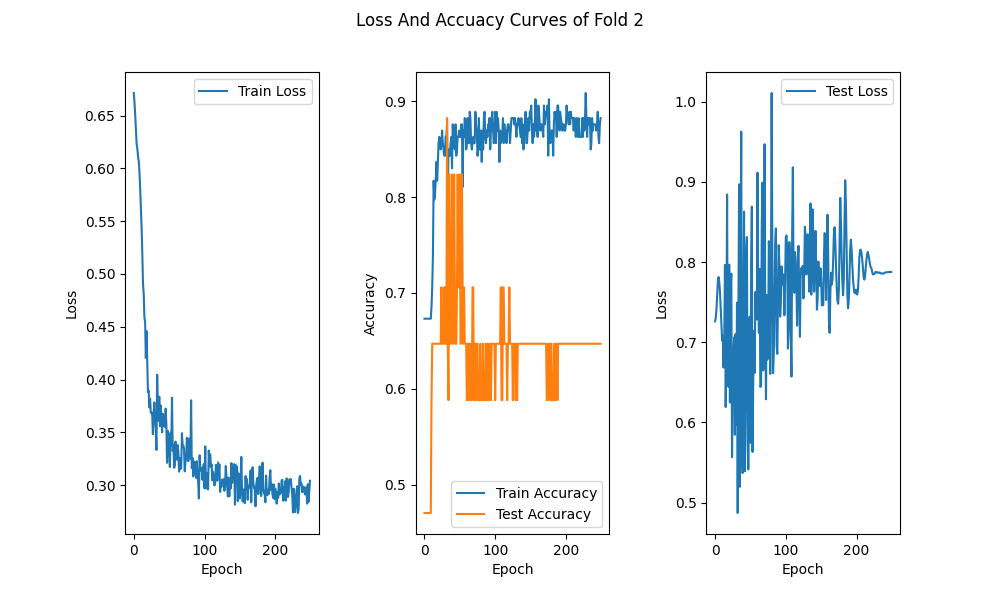 Loss And Accuacy Curves of Fold 2
Train Loss
0.65
0.60
0.55
0.50
0.45
0.40
0.35
0.30
Loss
0 100 200
Epoch
0.9
0.8
0.7
0.6
0.5
Accuracy
Train Accuracy
Test Accuracy
0 100 200
Epoch
Test Loss
1.0
0.9
0.8
0.7
0.6
0.5
Loss
0 100 200
Epoch